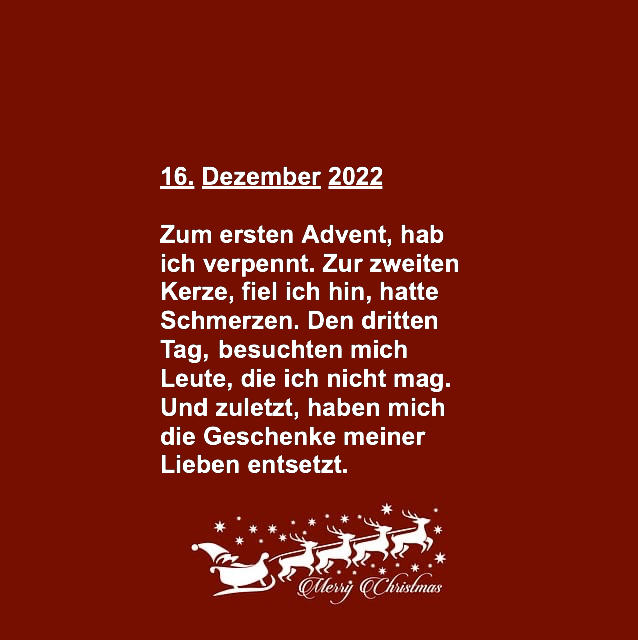 16. Dezember 2022
Zum ersten Advent, hab
ich verpennt. Zur zweiten
Kerze, fiel ich hin, hatte
Schmerzen. Den dritten
Tag, besuchten mich
Leute, die ich nicht mag.
Und zuletzt, haben mich
die Geschenke meiner
Lieben entsetzt.
Merry Christmas